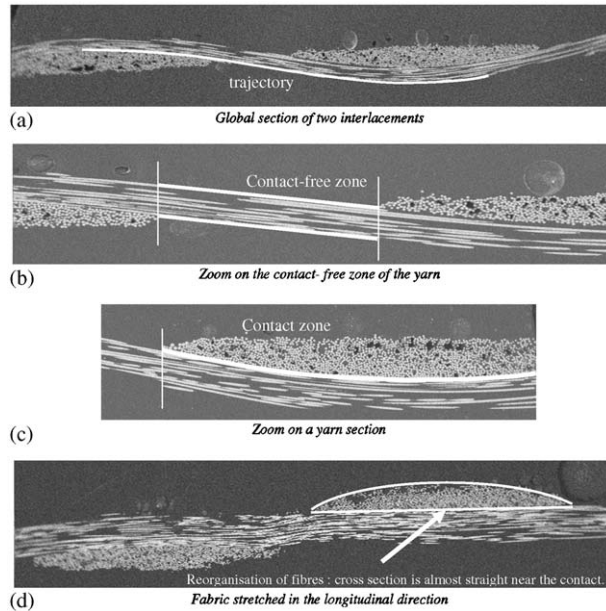 trajectory
(a)
Global section of two interlacements
Contact-free zone
(b)
Zoom on the contact- free zone of the yarn
Contact zone
(c)
Zoom on a yarn section
Reorganisation of fibres : cross section is almost straight near the contact.
(d)
Fabric stretched in the longitudinal direction